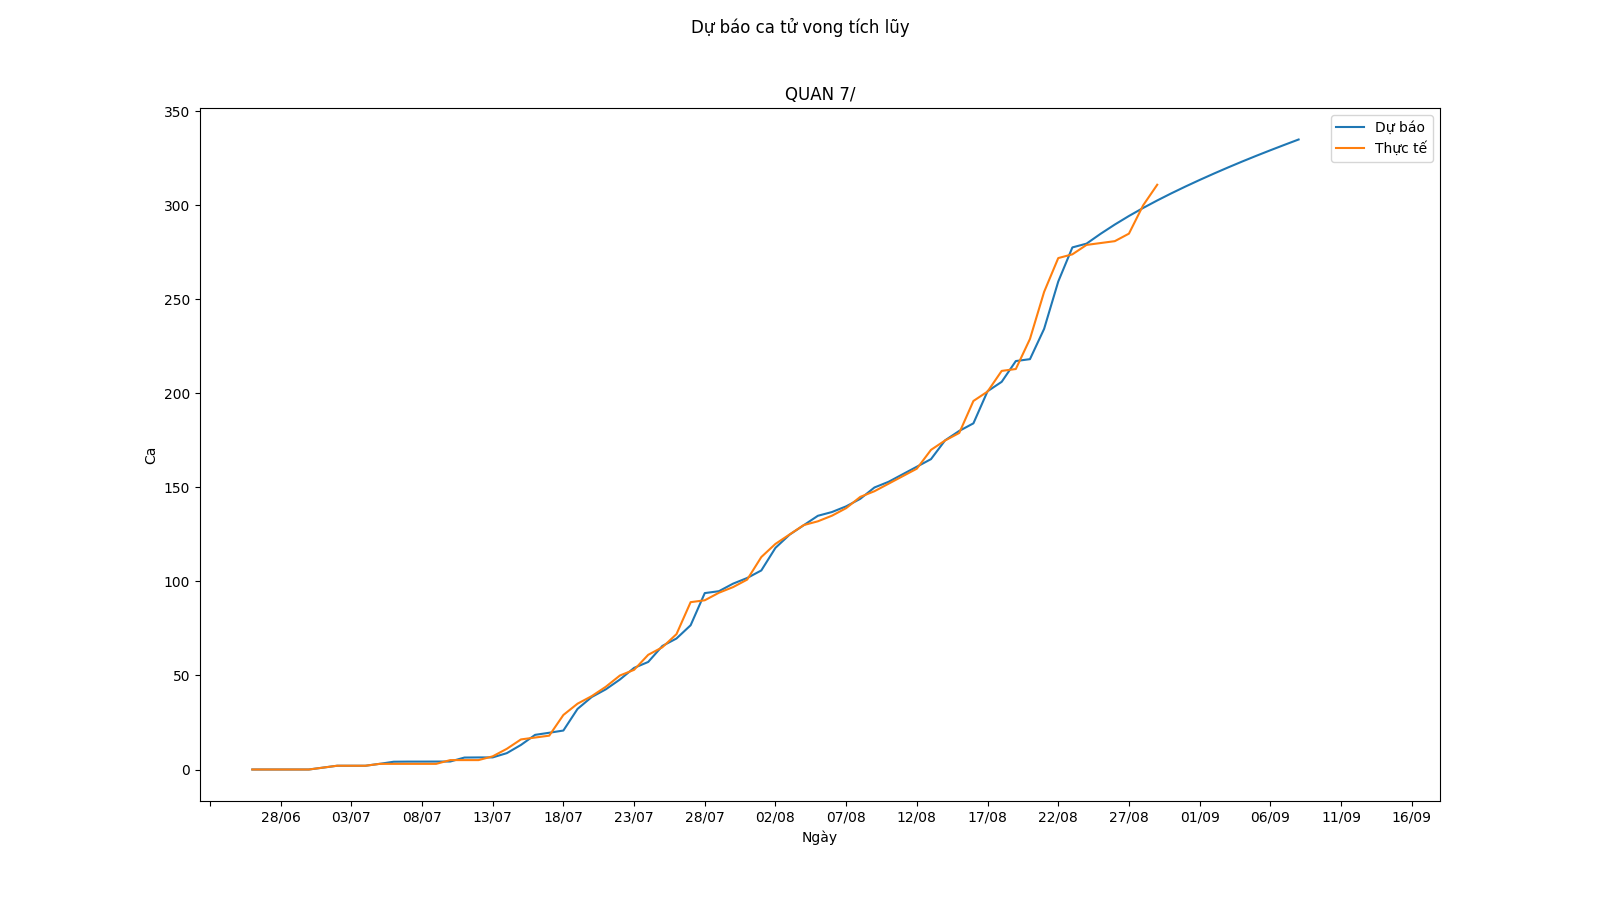 Dự báo ca tử vong tích lũy
QUAN 7/
Dự báo
Thực tế
350
300
250
200
150
100
50
0
Ca
28/06 03/07 08/07 13/07 18/07 23/07 28/07 02/08 07/08 12/08 17/08 22/08 27/08 01/09 06/09 11/09 16/09
Ngày